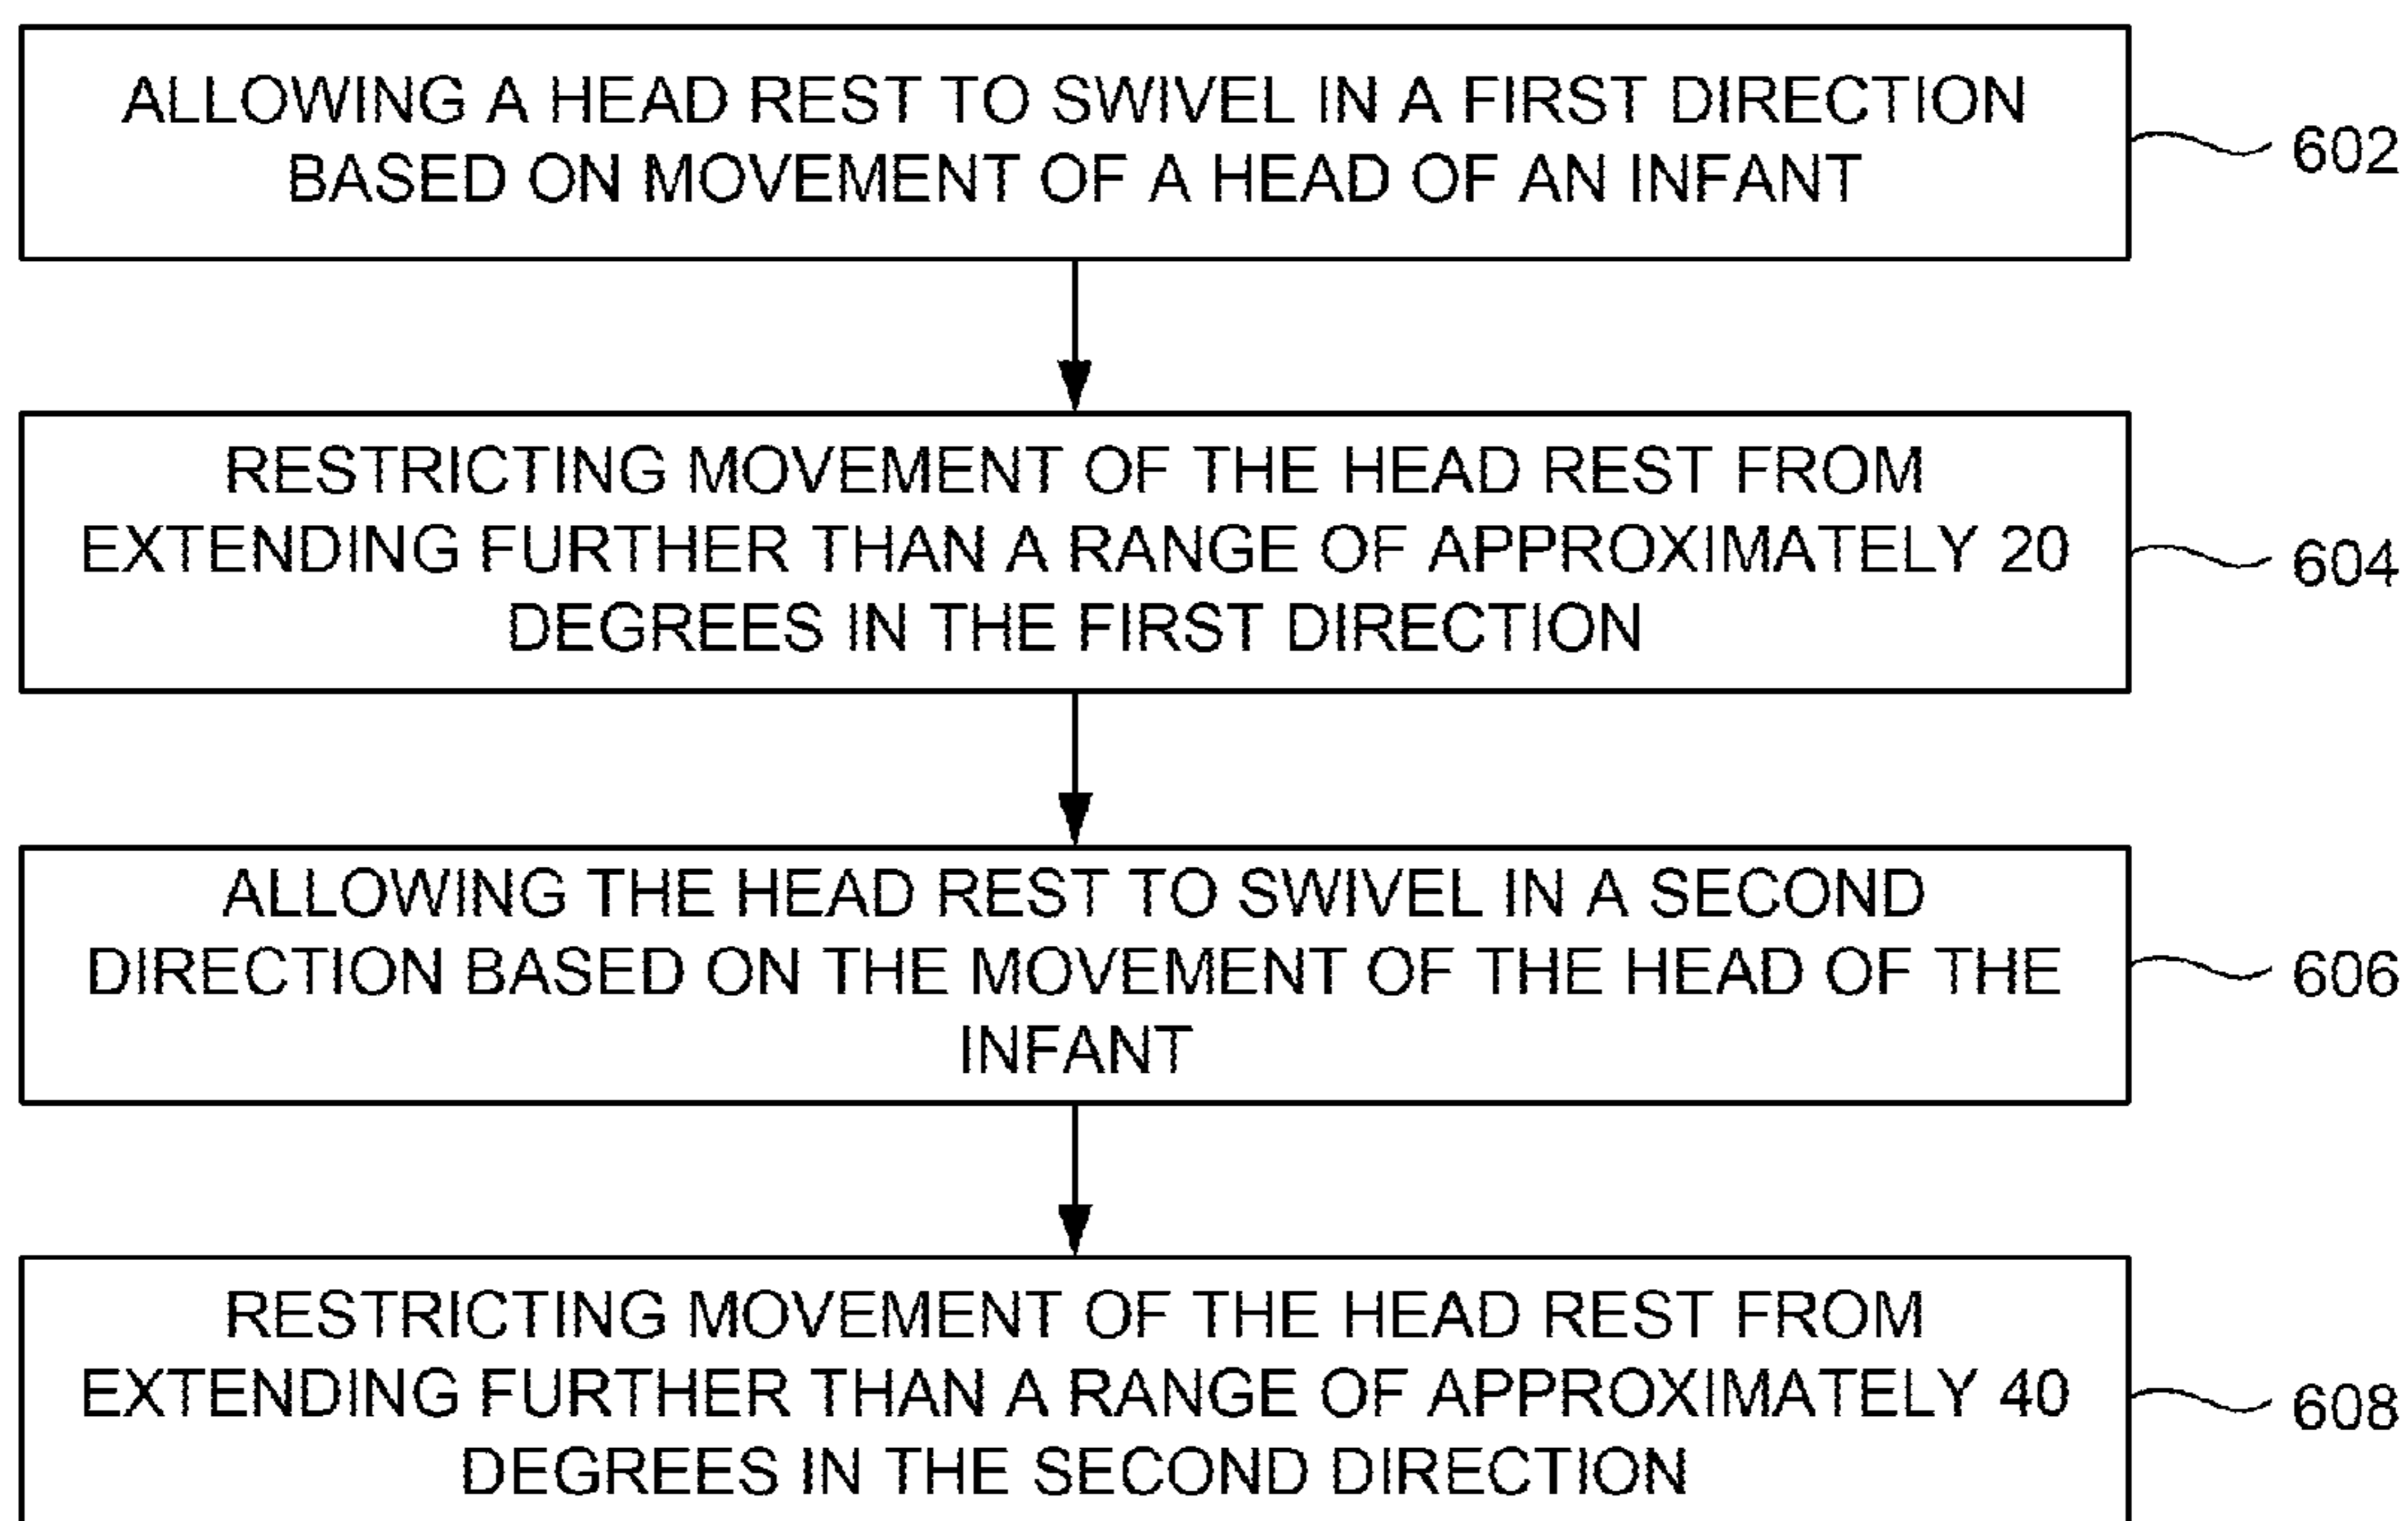 ALLOWING A HEAD REST TO SWIVEL IN A FIRST DIRECTION
BASED ON MOVEMENT OF A HEAD OF AN INFANT
602
RESTRICTING MOVEMENT OF THE HEAD REST FROM
EXTENDING FURTHER THAN A RANGE OF APPROXIMATELY 20
DEGREES IN THE FIRST DIRECTION
604
ALLOWING THE HEAD REST TO SWIVEL IN A SECOND
DIRECTION BASED ON THE MOVEMENT OF THE HEAD OF THE
INFANT
606
RESTRICTING MOVEMENT OF THE HEAD REST FROM
EXTENDING FURTHER THAN A RANGE OF APPROXIMATELY 40
DEGREES IN THE SECOND DIRECTION
608